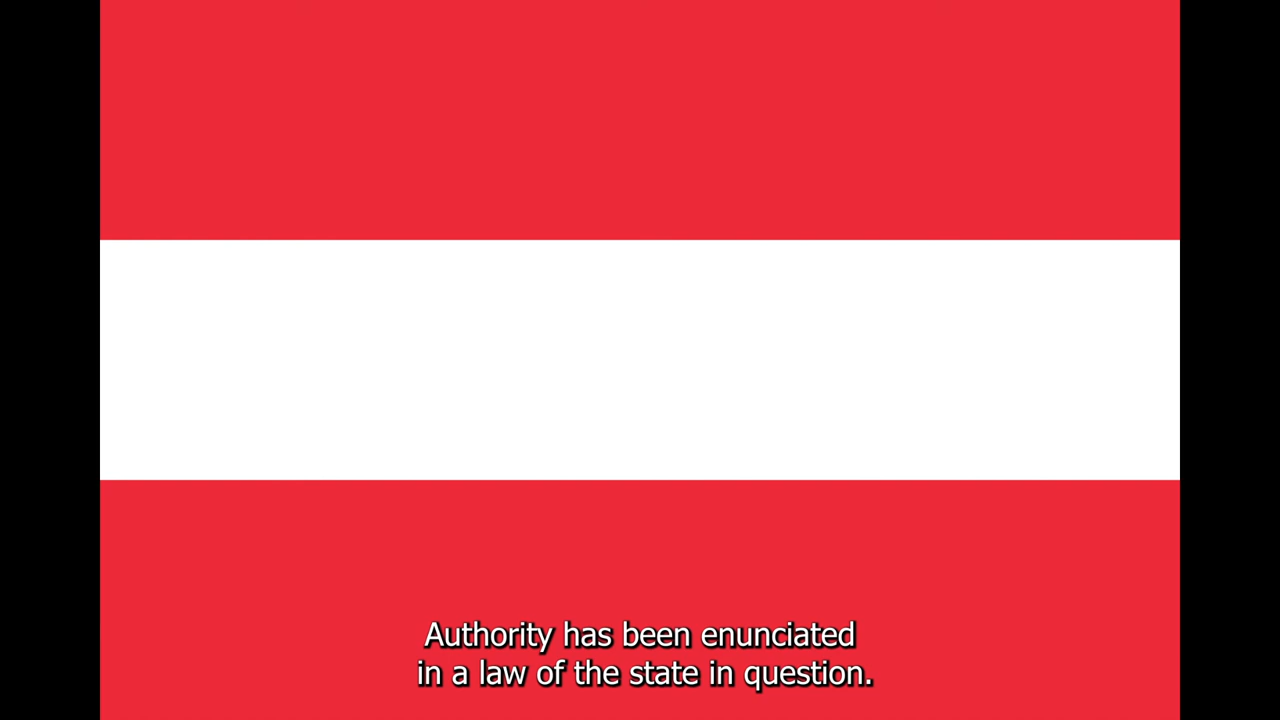 Authority has been enunciated
in a law of the state in question.